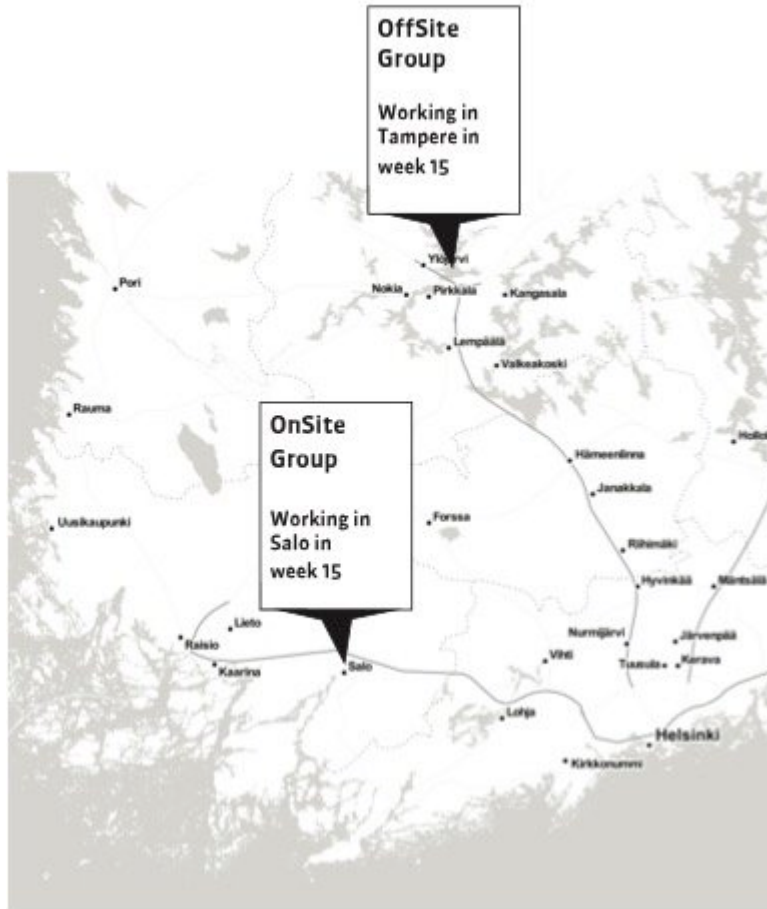 OffSite
Group
Working in
Tampere in
week 15
Ylöjärvi
Pori
Nokia
Pirkkala
Kangasala
Lempäälä
Valkeakoski
Rauma
OnSite
Group
Working in
Salo in
week 15
Hämeenlinna
Janakkala
Uusikaupunki
Forssa
Riihimäki
Hyvinkää
Mäntsälä
Lieto
Raisio
Kaarina
Salo
Nurmijärvi
Järvenpää
Vihti
Tuusula
Kerava
Lohja
Helsinki
Kirkkonummi